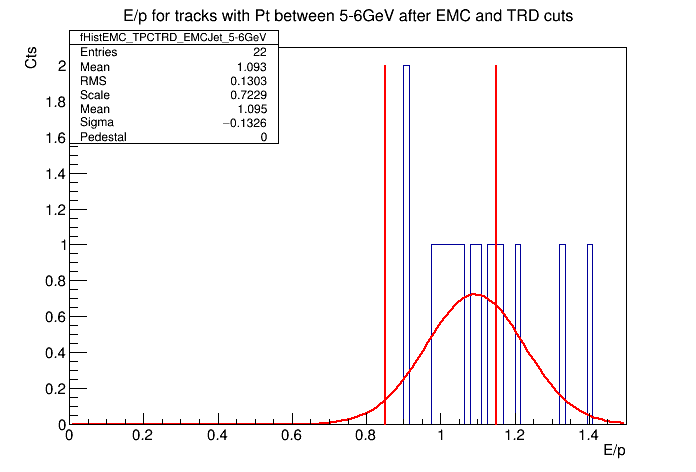 E/p for tracks with Pt between 5-6GeV after EMC and TRD cuts
fHistEMC_TPCTRD_EMCJet_5-6GeV
Entries 22
Mean 1.093
RMS 0.1303
Scale 0.7229
Mean 1.095
Sigma −0.1326
Pedestal 0
Cts
2
1.8
1.6
1.4
1.2
1
0.8
0.6
0.4
0.2
0
0 0.2 0.4 0.6 0.8 1 1.2 1.4
E/p